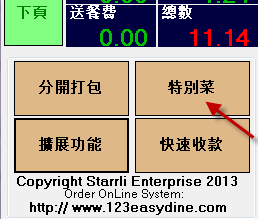 下頁 送餐費 總數
0.00 11.14
分開打包 特別菜
擴展功能 快速收款
Copyright Starrli Enterprise 2013
Order OnLine System:
http:// www.123easydine.com